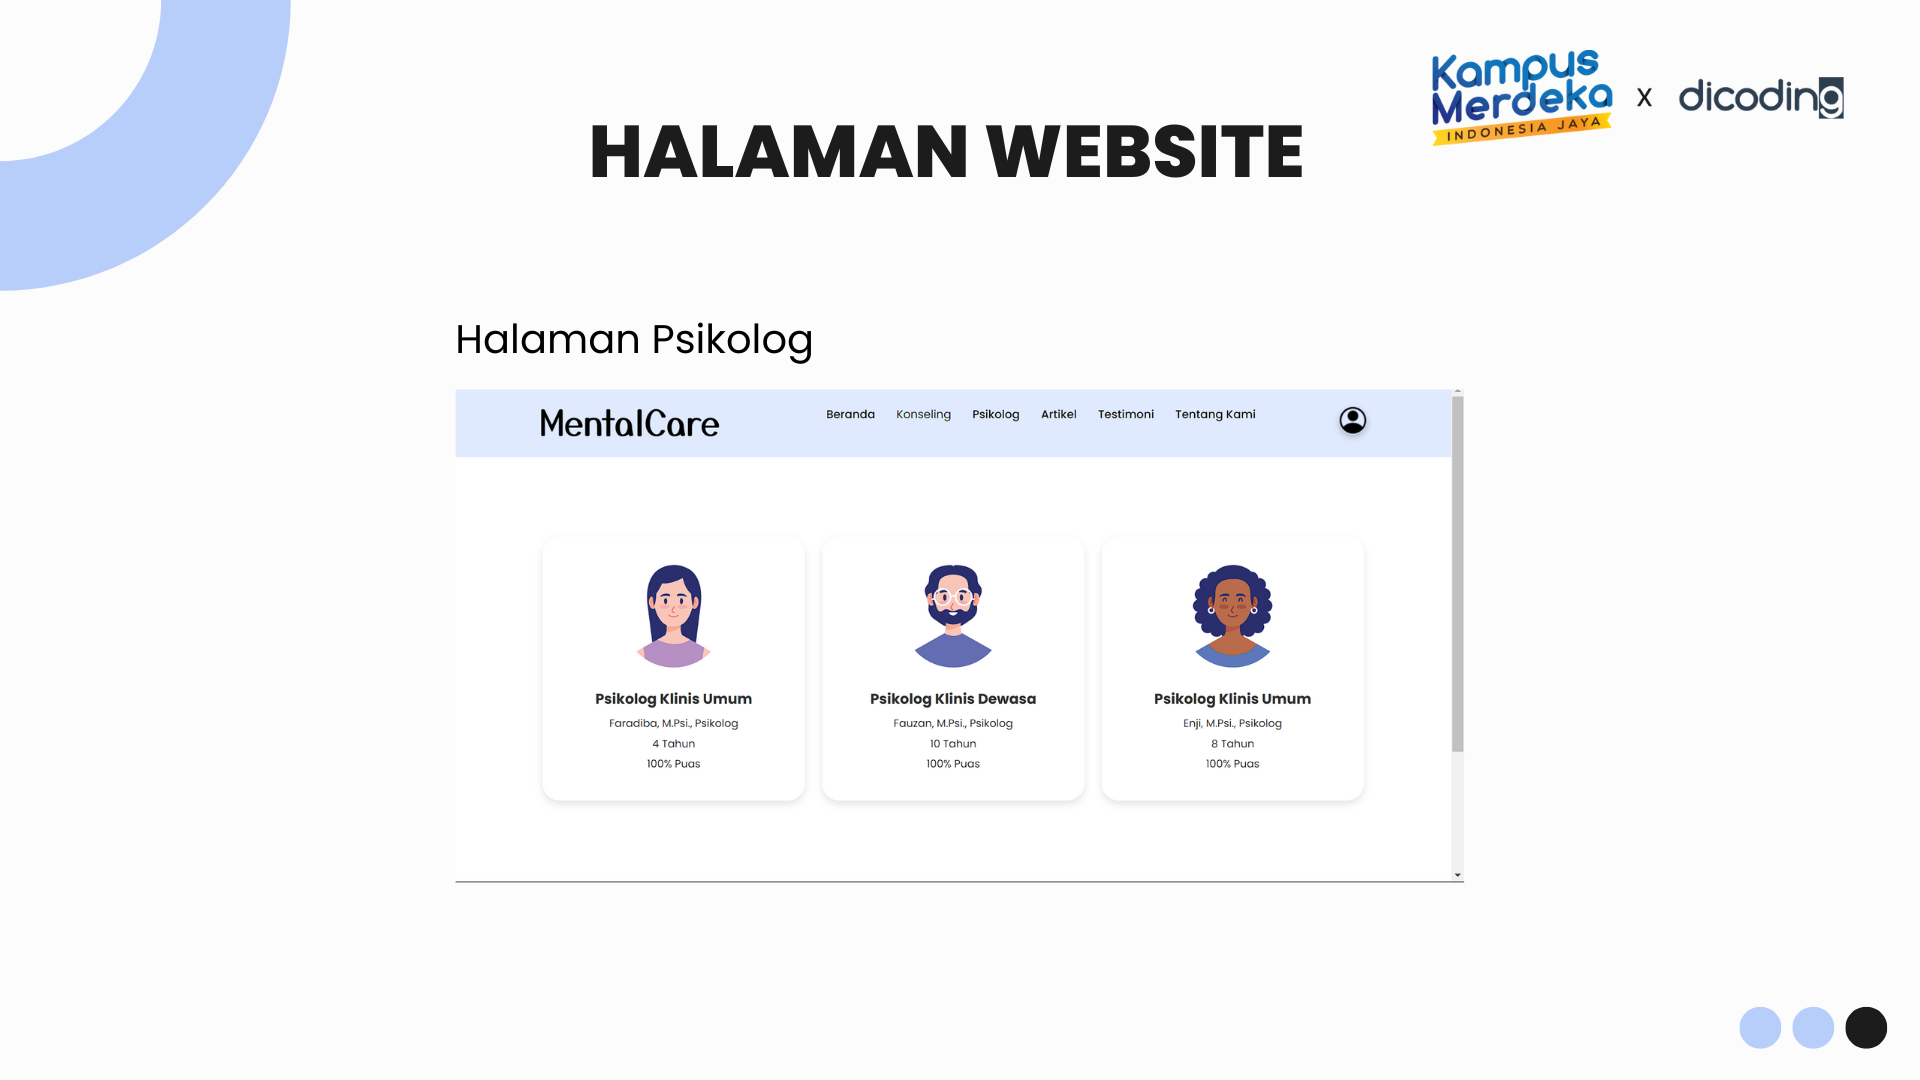 Kampus
Merdeka
INDONESIA JAYA
x
dicoding
HALAMAN WEBSITE
Halaman Psikolog
MentalCare
Beranda Konseling Psikolog Artikel Testimoni Tentang Kami
Psikolog Klinis Umum
Faradiba, M.Psi., Psikolog
4 Tahun
100% Puas
Psikolog Klinis Dewasa
Fauzan, M.Psi., Psikolog
10 Tahun
100% Puas
Psikolog Klinis Umum
Enji, M.Psi., Psikolog
8 Tahun
100% Puas